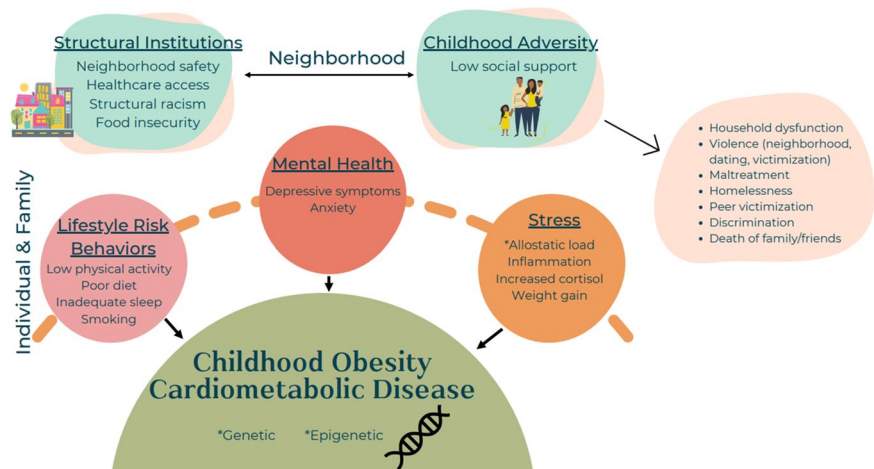 Structural Institutions
Neighborhood safety
Healthcare access
Structural racism
Food insecurity
Neighborhood
Childhood Adversity
Low social support
• Household dysfunction
• Violence (neighborhood,
dating, victimization)
• Maltreatment
• Homelessness
• Peer victimization
• Discrimination
• Death of family/friends
Individual & Family
Lifestyle Risk
Behaviors
Low physical activity
Poor diet
Inadequate sleep
Smoking
Mental Health
Depressive symptoms
Anxiety
Stress
*Allostatic load
Inflammation
Increased cortisol
Weight gain
Childhood Obesity
Cardiometabolic Disease
*Genetic *Epigenetic